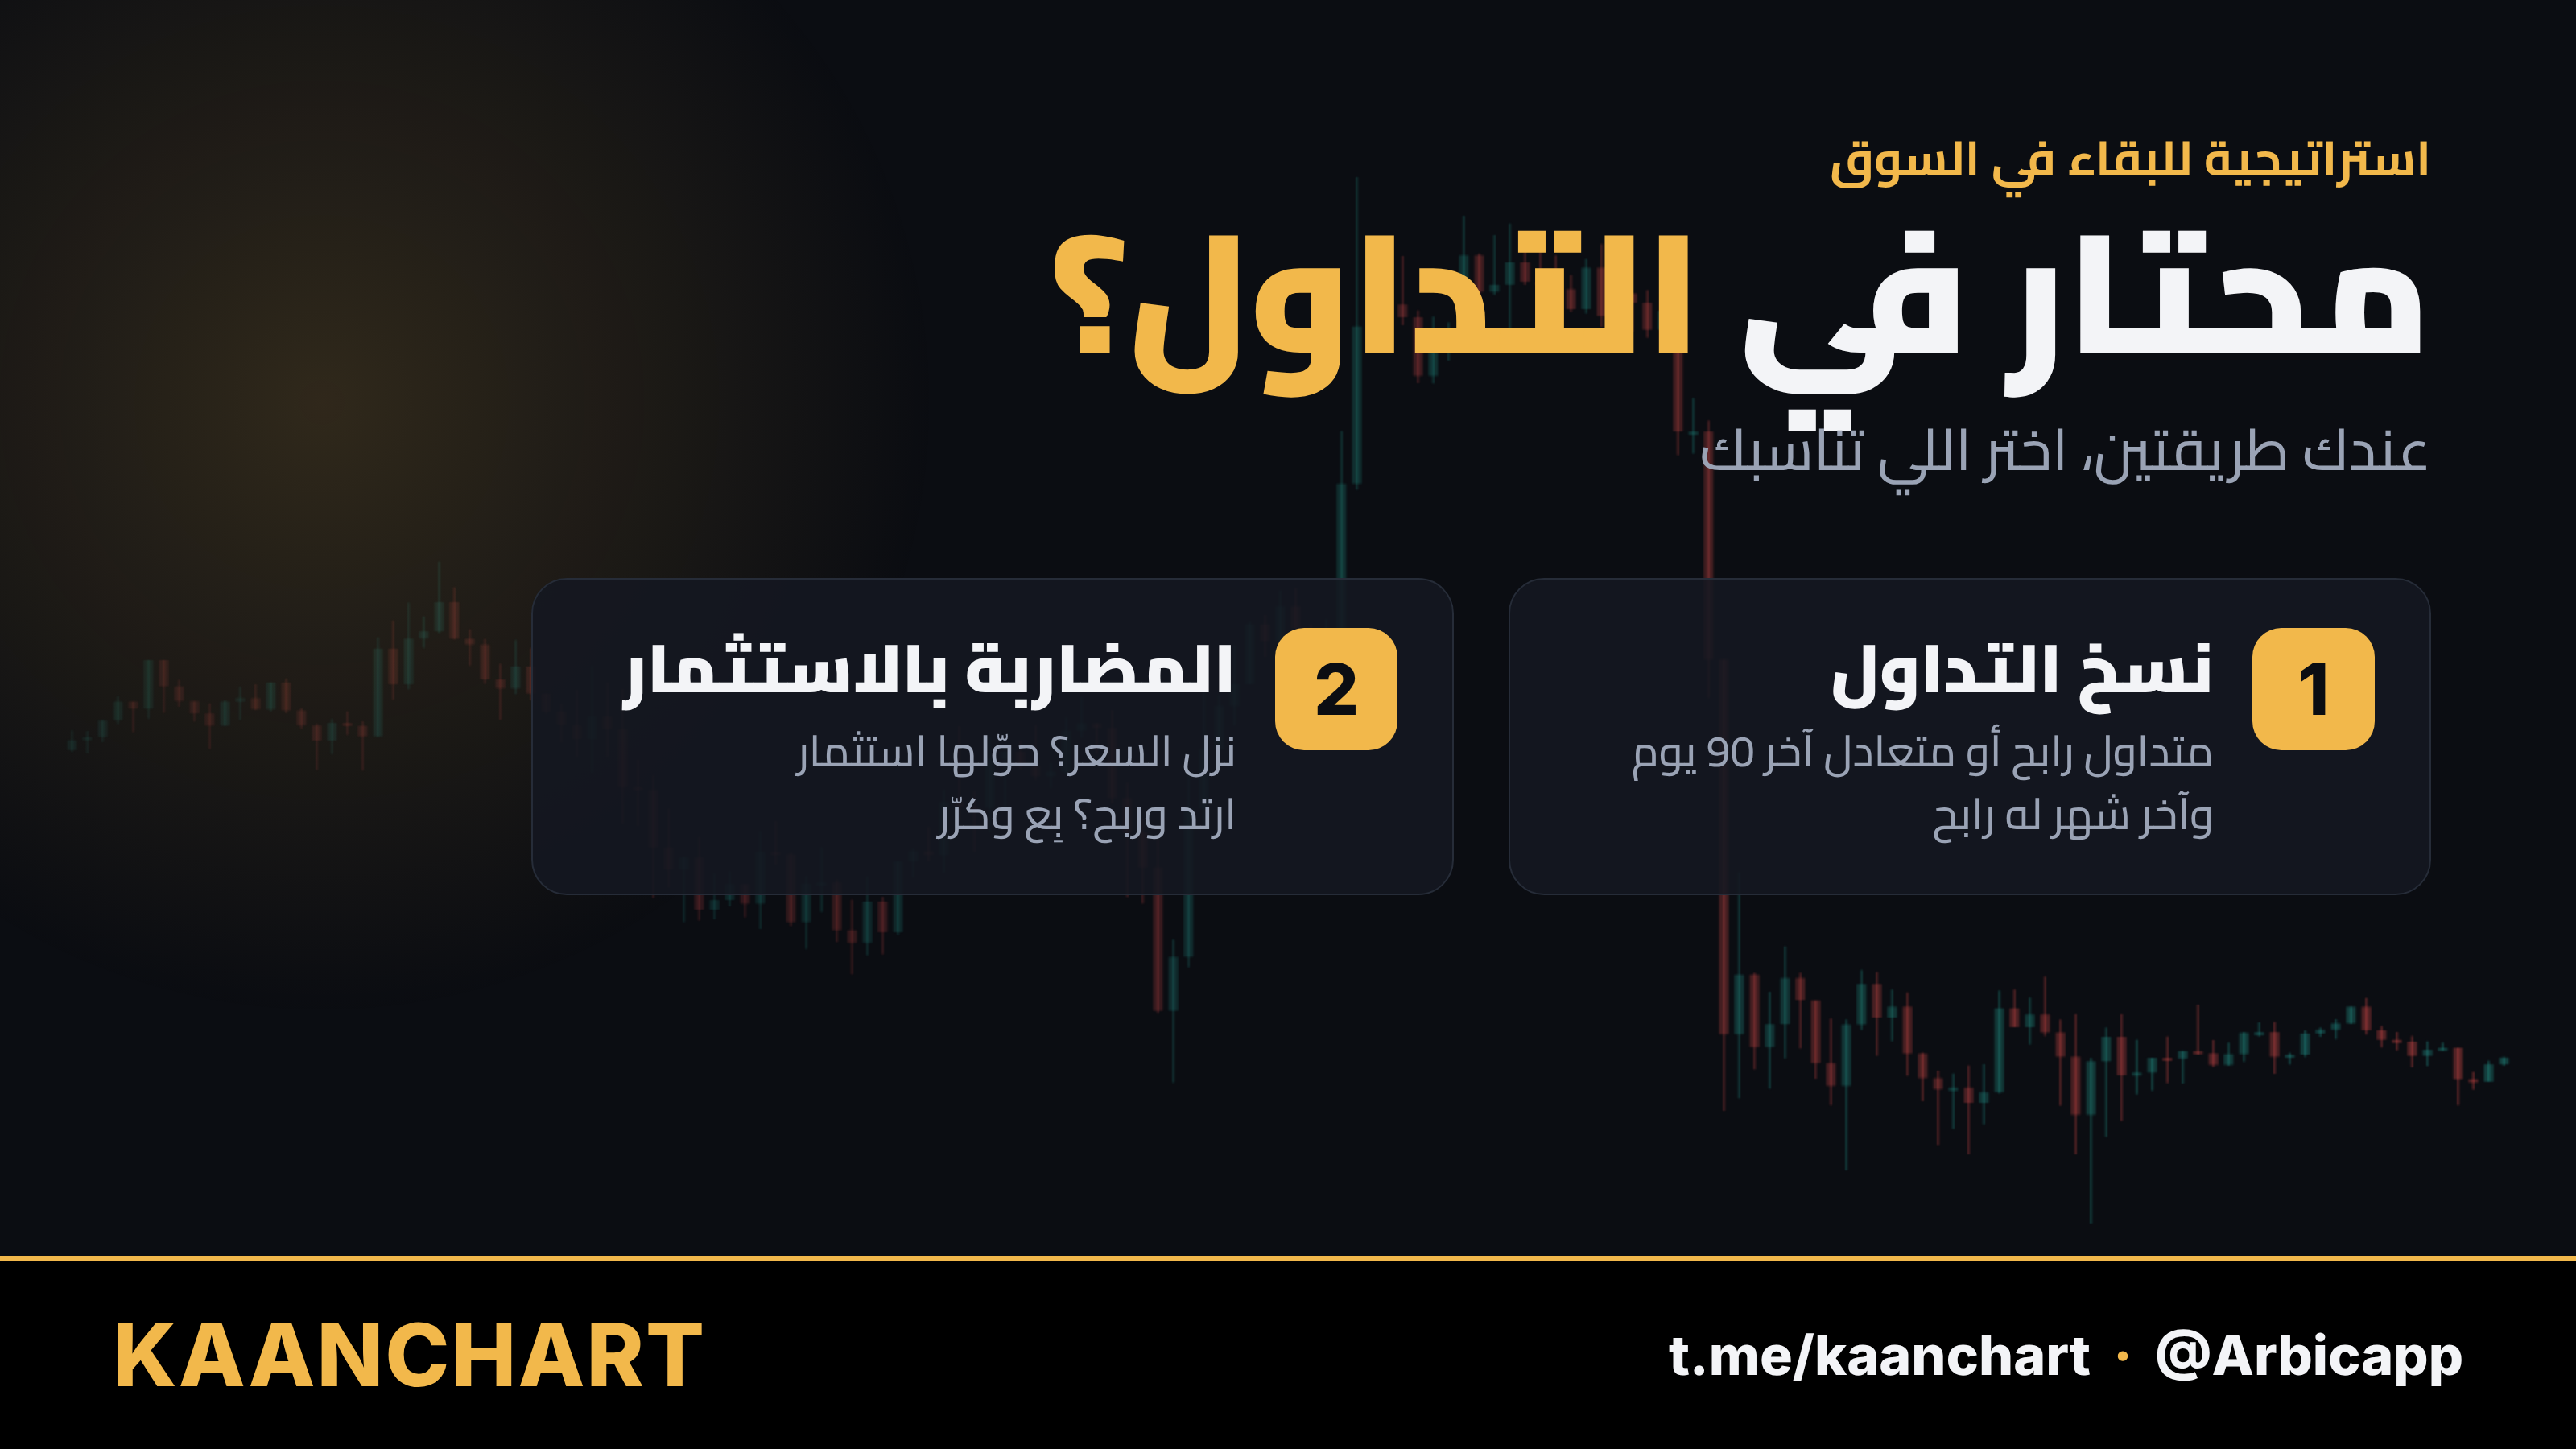 استراتيجية للبقاء في السوق
محتار في التداول؟
عندك طريقتين، اختر اللي تناسبك
1
نسخ التداول
متداول رابح أو متعادل آخر 90 يوم
وآخر شهر له رابح
2
المضاربة بالاستثمار
نزل السعر؟ حوّلها استثمار
ارتد وربح؟ بِع وكرّر
KAANCHART
t.me/kaanchart · @Arbicapp